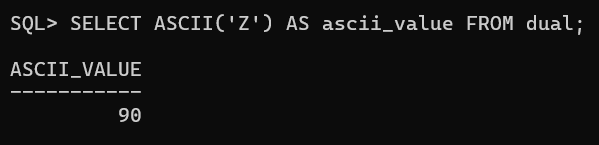 SQL> SELECT ASCII('Z') AS ascii_value FROM dual;
ASCII_VALUE
-----------
90